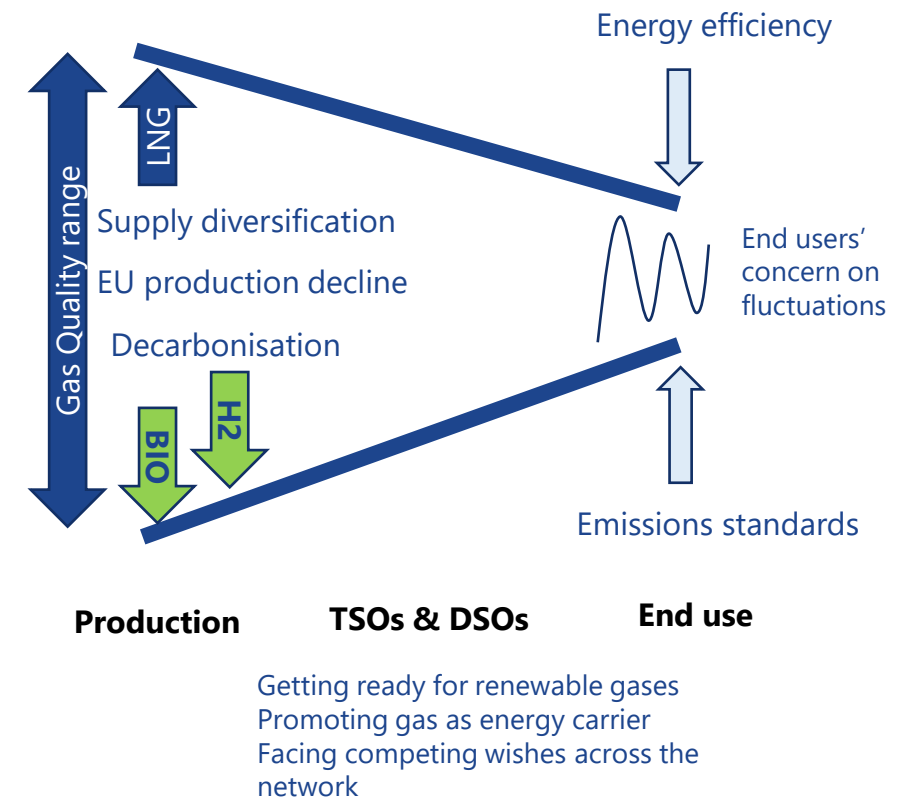 Energy efficiency
LNG
Gas Quality range
Supply diversification
End users’
concern on
fluctuations
EU production decline
Decarbonisation
H2
BIO
Emissions standards
Production
TSOs & DSOs
End use
Getting ready for renewable gases
Promoting gas as energy carrier
Facing competing wishes across the
network